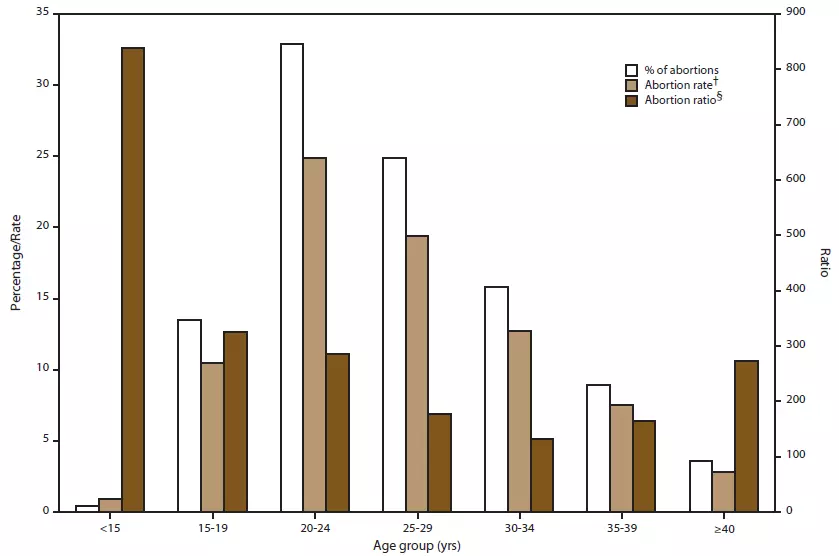 35
30
25
20
15
10
5
0
Percentage/Rate
900
800
700
600
500
400
300
200
100
0
Ratio
% of abortions
Abortion rate†
Abortion ratio§
<15 15-19 20-24 25-29 30-34 35-39 ≥40
Age group (yrs)